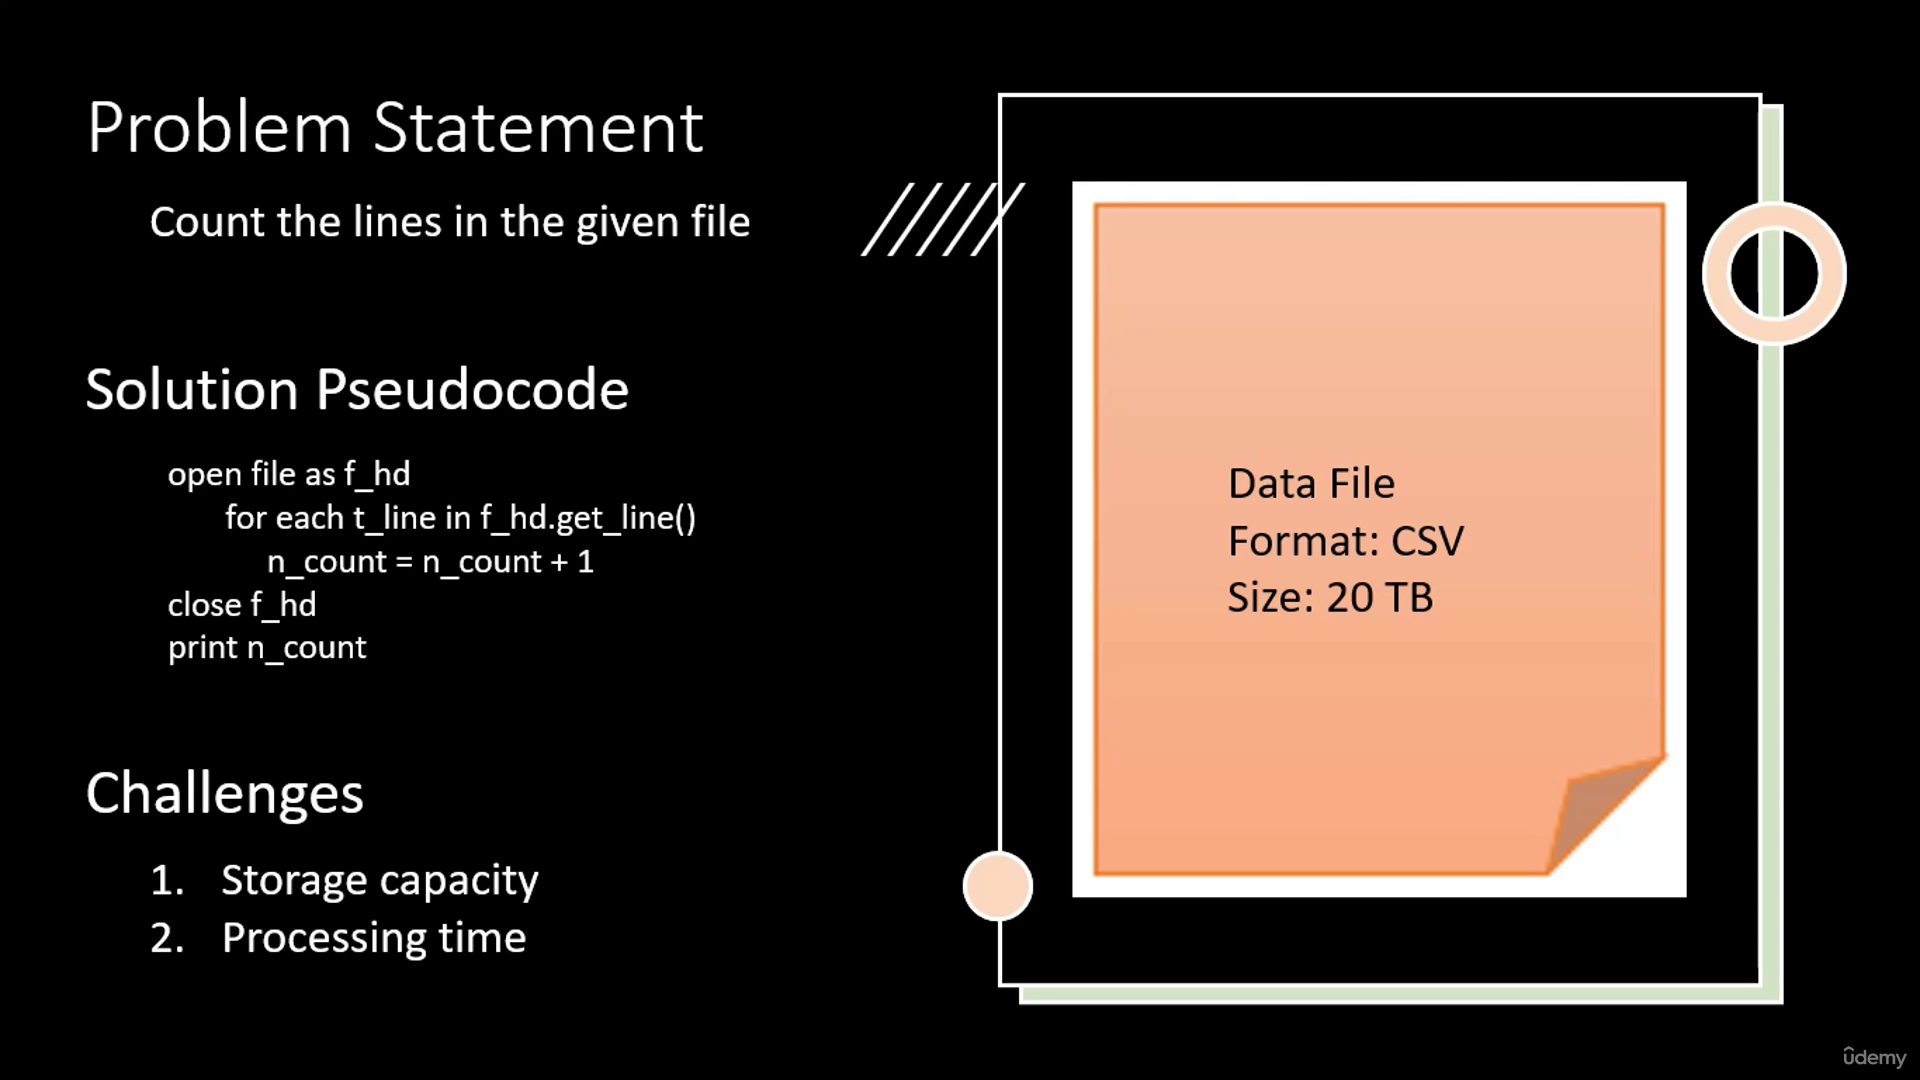 Problem Statement
Count the lines in the given file
Solution Pseudocode
open file as f_hd
for each t_line in f_hd.get_line()
n_count = n_count + 1
close f_hd
print n_count
Challenges
1. Storage capacity
2. Processing time
Data File
Format: CSV
Size: 20 TB
ûdemy